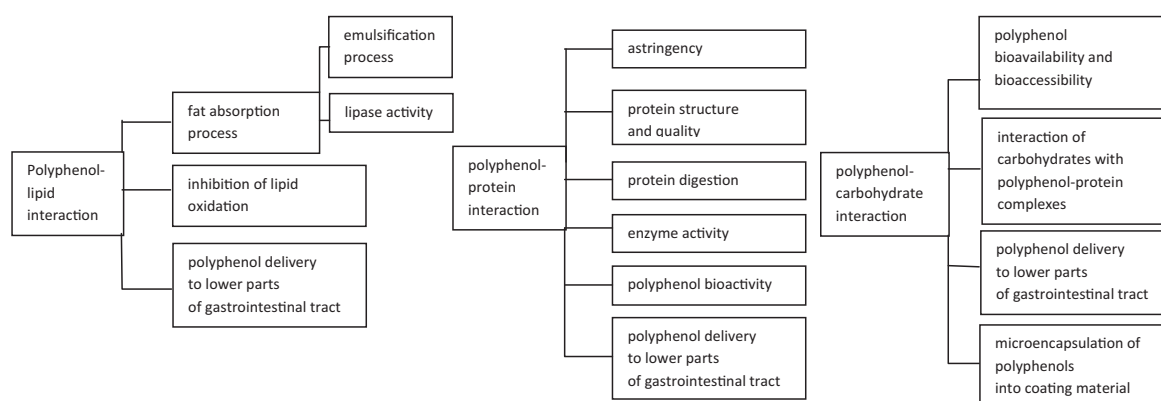 Polyphenol-
lipid
interaction
fat absorption
process
emulsification
process
lipase activity
inhibition of lipid
oxidation
polyphenol delivery
to lower parts
of gastrointestinal tract
polyphenol-
protein
interaction
astringency
protein structure
and quality
protein digestion
enzyme activity
polyphenol bioactivity
polyphenol delivery
to lower parts
of gastrointestinal tract
polyphenol-
carbohydrate
interaction
polyphenol
bioavailability and
bioaccessibility
interaction of
carbohydrates with
polyphenol-protein
complexes
polyphenol delivery
to lower parts
of gastrointestinal tract
microencapsulation of
polyphenols
into coating material